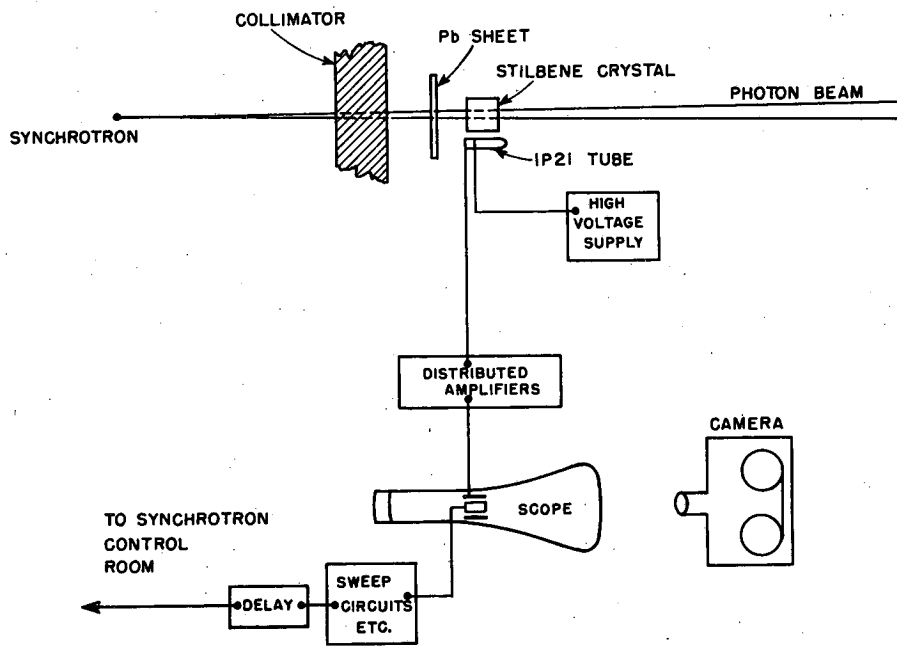 COLLIMATOR
Pb SHEET
STILBENE CRYSTAL
PHOTON BEAM
SYNCHROTRON
1P21 TUBE
HIGH
VOLTAGE
SUPPLY
DISTRIBUTED
AMPLIFIERS
CAMERA
SCOPE
TO SYNCHROTRON
CONTROL
ROOM
DELAY
SWEEP
CIRCUITS
ETC.